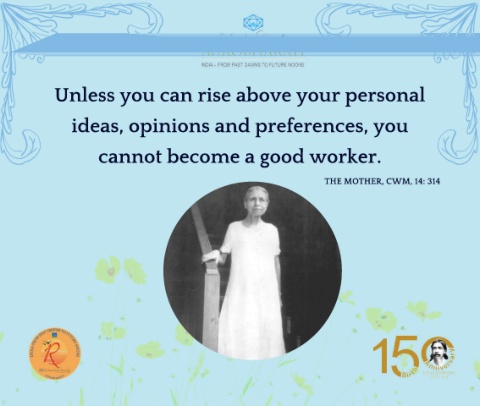 INDIA - FROM PAST DAWNS TO FUTURE NOONS
Unless you can rise above your personal
ideas, opinions and preferences, you
cannot become a good worker.
THE MOTHER, CWM, 14: 314
150